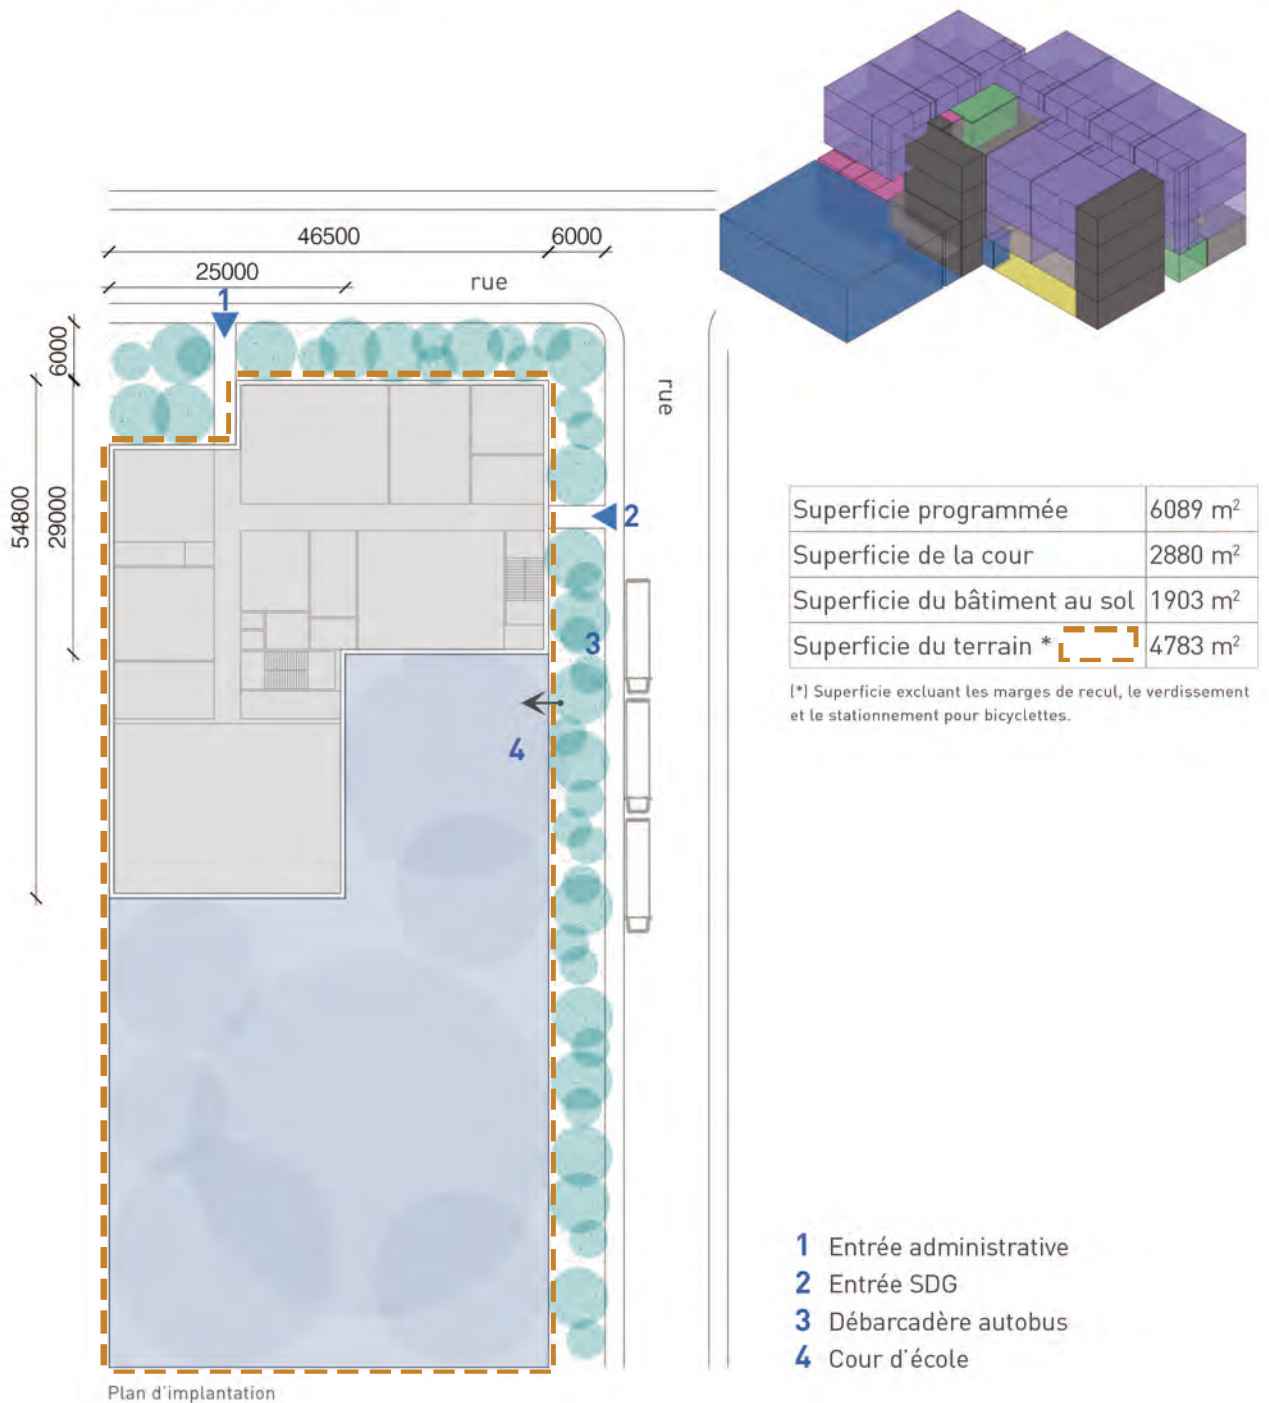 46500
6000
25000
rue
1
6000
rue
54800
29000
2
3
4
Superficie programmée 6089 m²
Superficie de la cour 2880 m²
Superficie du bâtiment au sol 1903 m²
Superficie du terrain * 4783 m²
(*) Superficie excluant les marges de recul, le verdissement
et le stationnement pour bicyclettes.
1 Entrée administrative
2 Entrée SDG
3 Débarcadère autobus
4 Cour d'école
Plan d'implantation